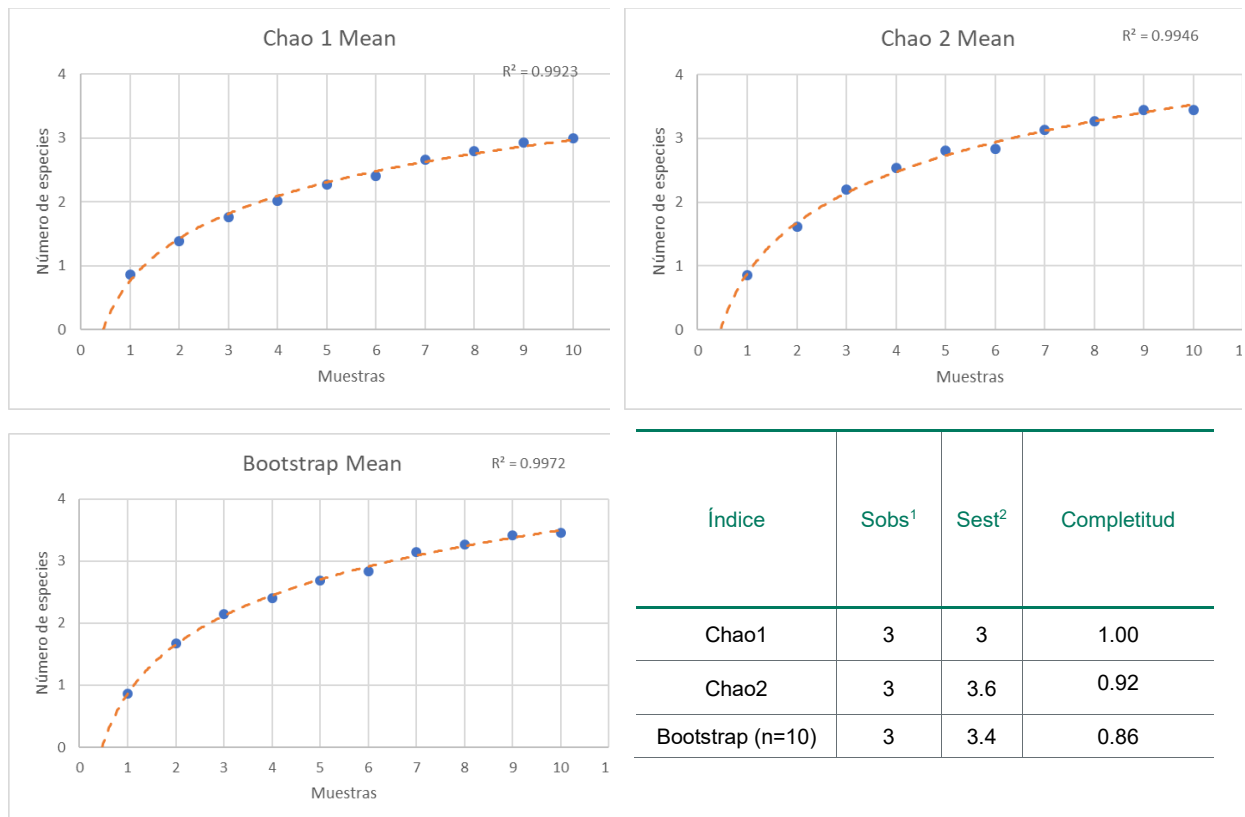 Chao 1 Mean
R² = 0.9923
Número de especies
4
3
2
1
0
0 1 2 3 4 5 6 7 8 9 10
Muestras
Chao 2 Mean
R² = 0.9946
Número de especies
4
3
2
1
0
0 1 2 3 4 5 6 7 8 9 10 1
Muestras
Bootstrap Mean
R² = 0.9972
Número de especies
4
3
2
1
0
0 1 2 3 4 5 6 7 8 9 10 1
Muestras
Índice Sobs¹ Sest² Completitud
Chao1 3 3 1.00
Chao2 3 3.6 0.92
Bootstrap (n=10) 3 3.4 0.86